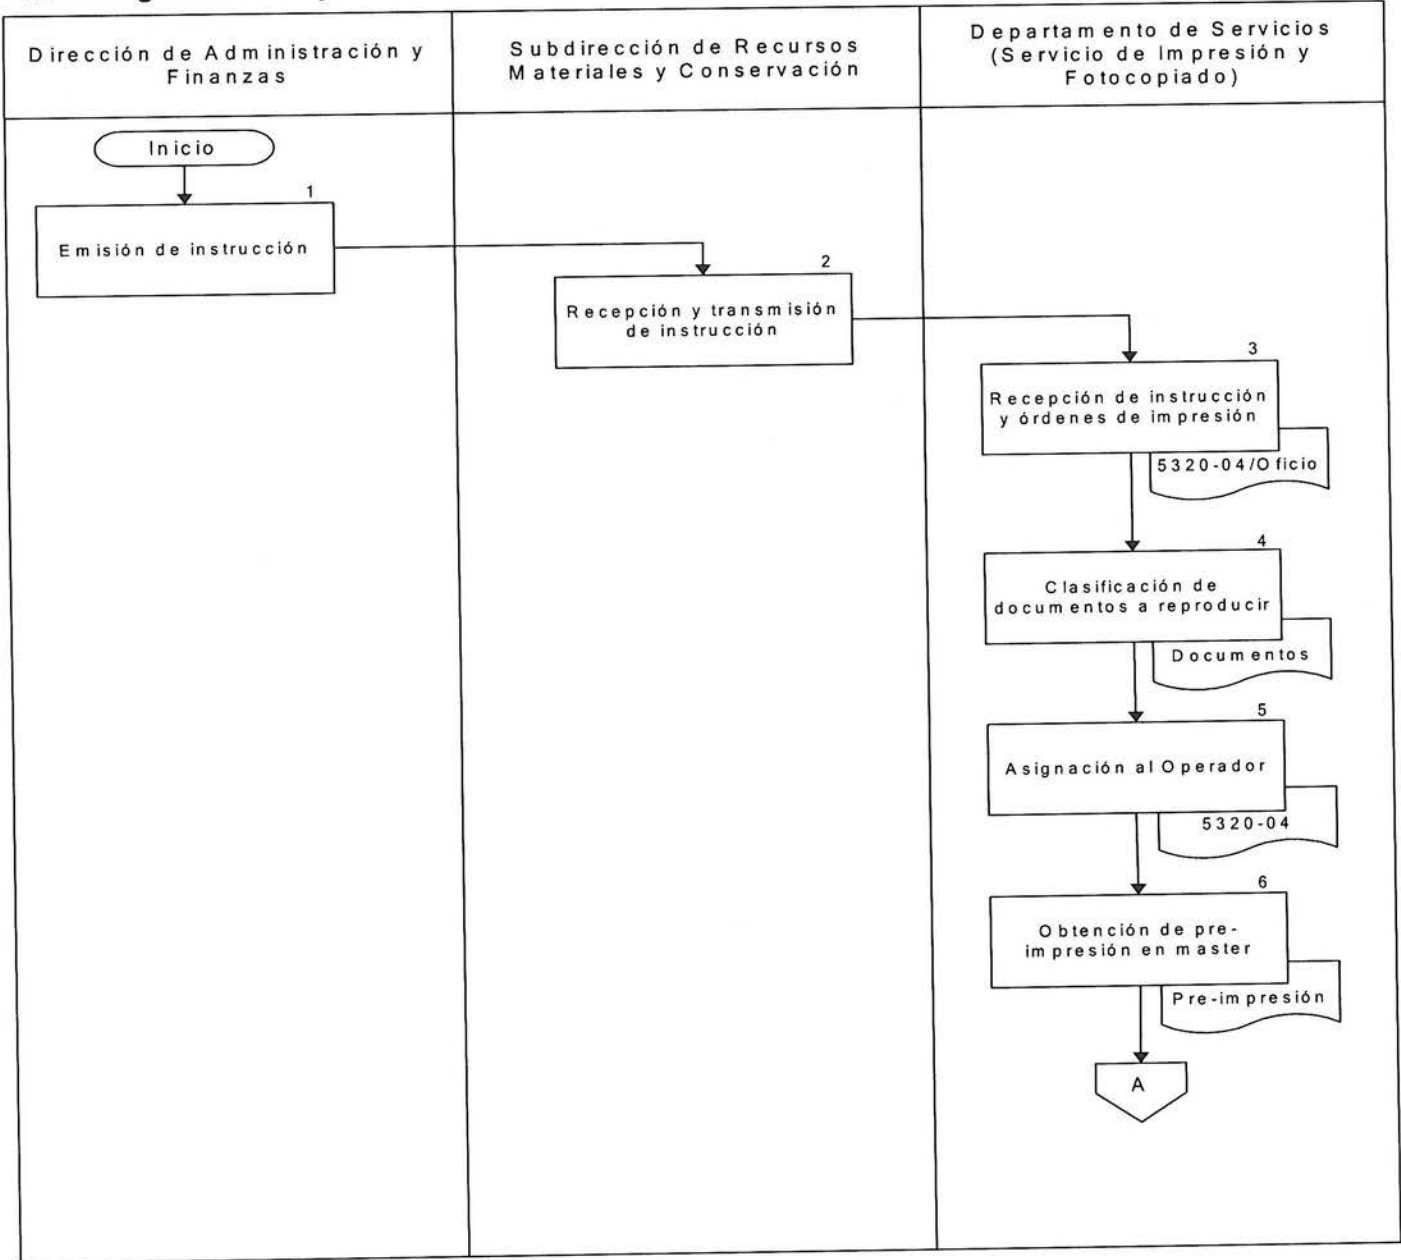 Dirección de Administración y
Finanzas
Subdirección de Recursos
Materiales y Conservación
Departamento de Servicios
(Servicio de Impresión y
Fotocopiado)
Inicio
1
Emisión de instrucción
2
Recepción y transmisión
de instrucción
3
Recepción de instrucción
y órdenes de impresión
5320-04/Oficio
4
Clasificación de
documentos a reproducir
Documentos
5
Asignación al Operador
5320-04
6
Obtención de pre-
impresión en master
Pre-impresión
A